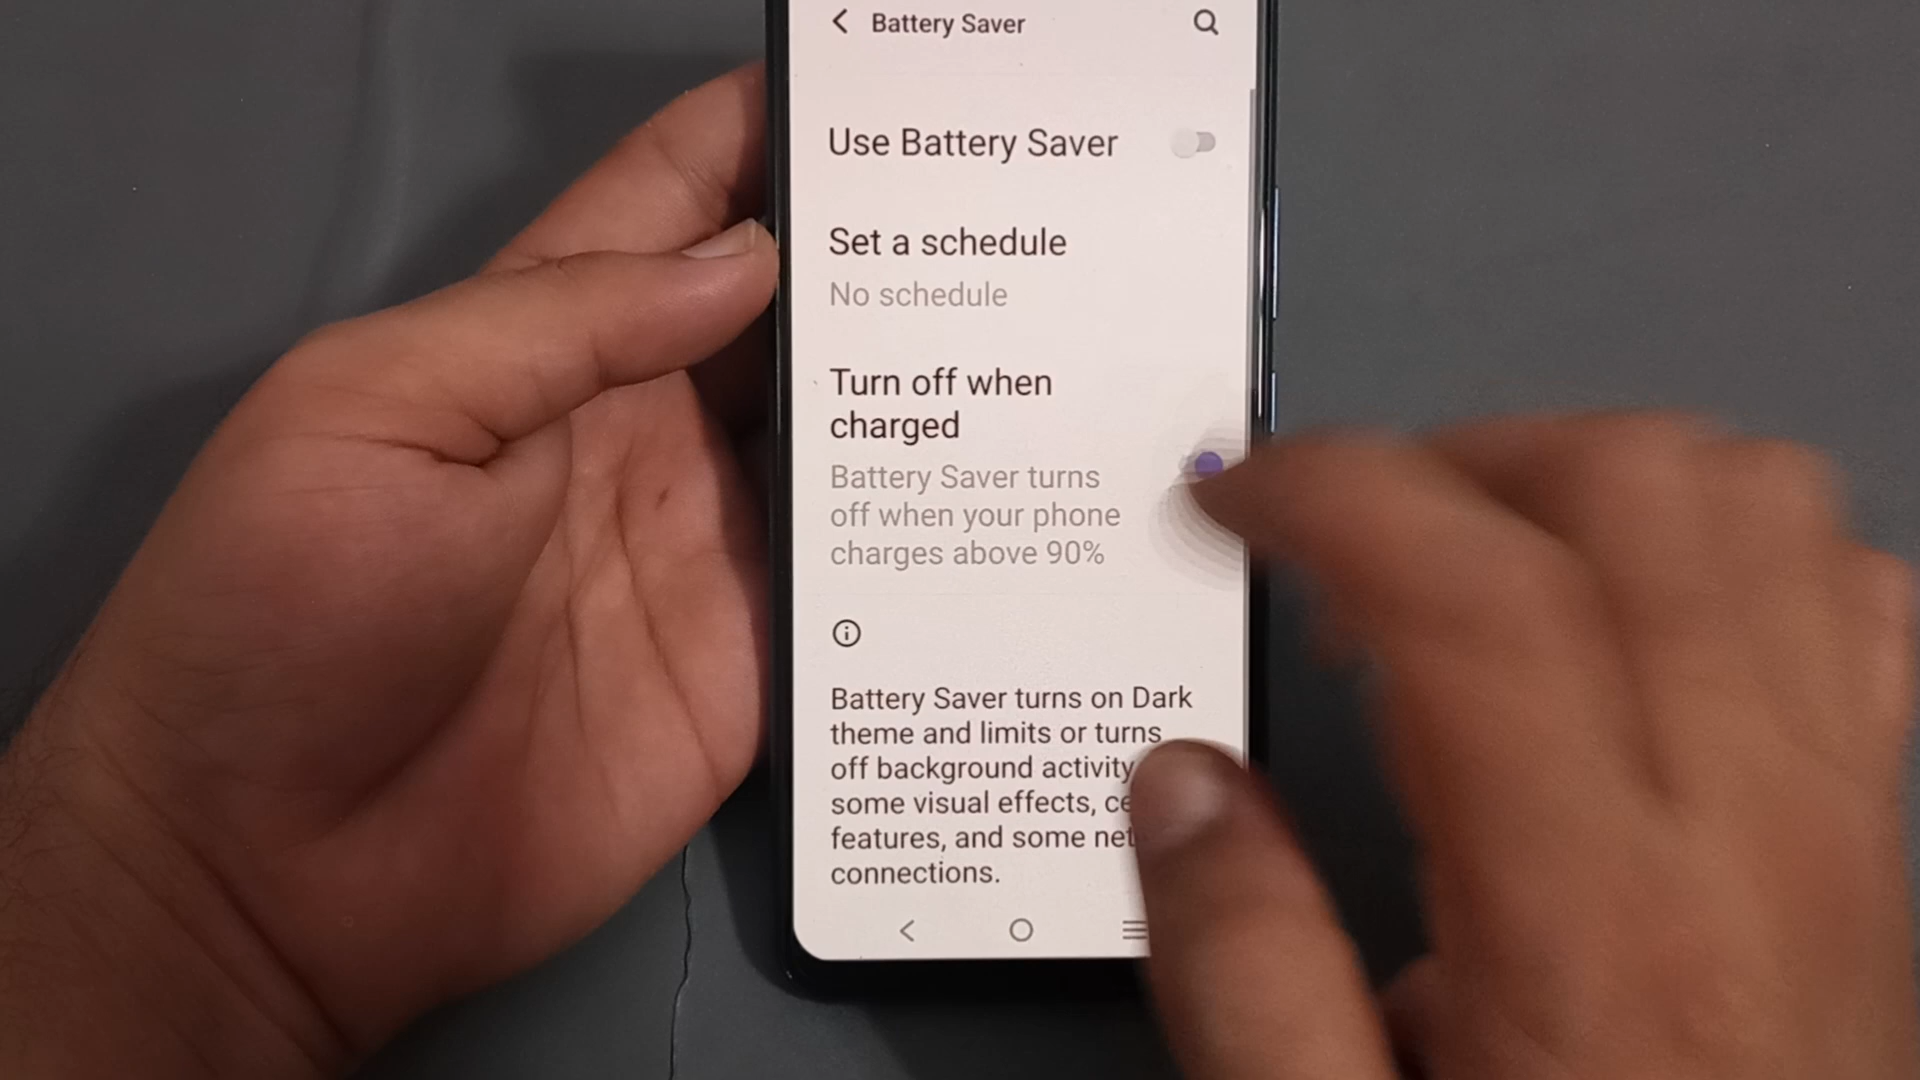 Battery Saver
Use Battery Saver
Set a schedule
No schedule
Turn off when
charged
Battery Saver turns
off when your phone
charges above 90%
Battery Saver turns on Dark
theme and limits or turns
off background activity
some visual effects,
features, and some
connections.